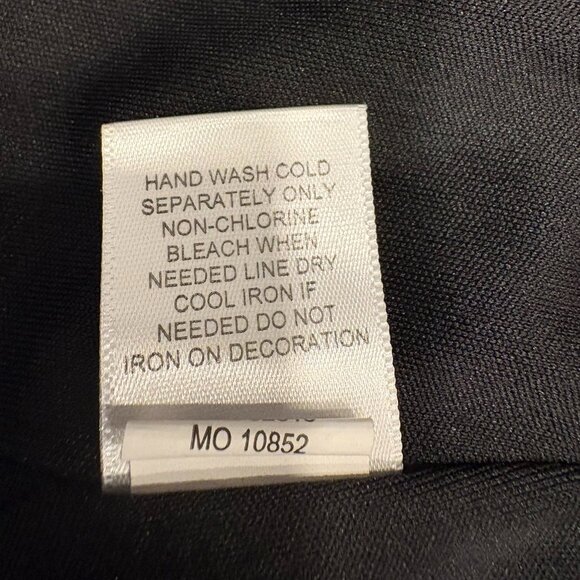 HAND WASH COLD
SEPARATELY ONLY
NON-CHLORINE
BLEACH WHEN
NEEDED LINE DRY
COOL IRON IF
NEEDED DO NOT
IRON ON DECORATION
MO 10852